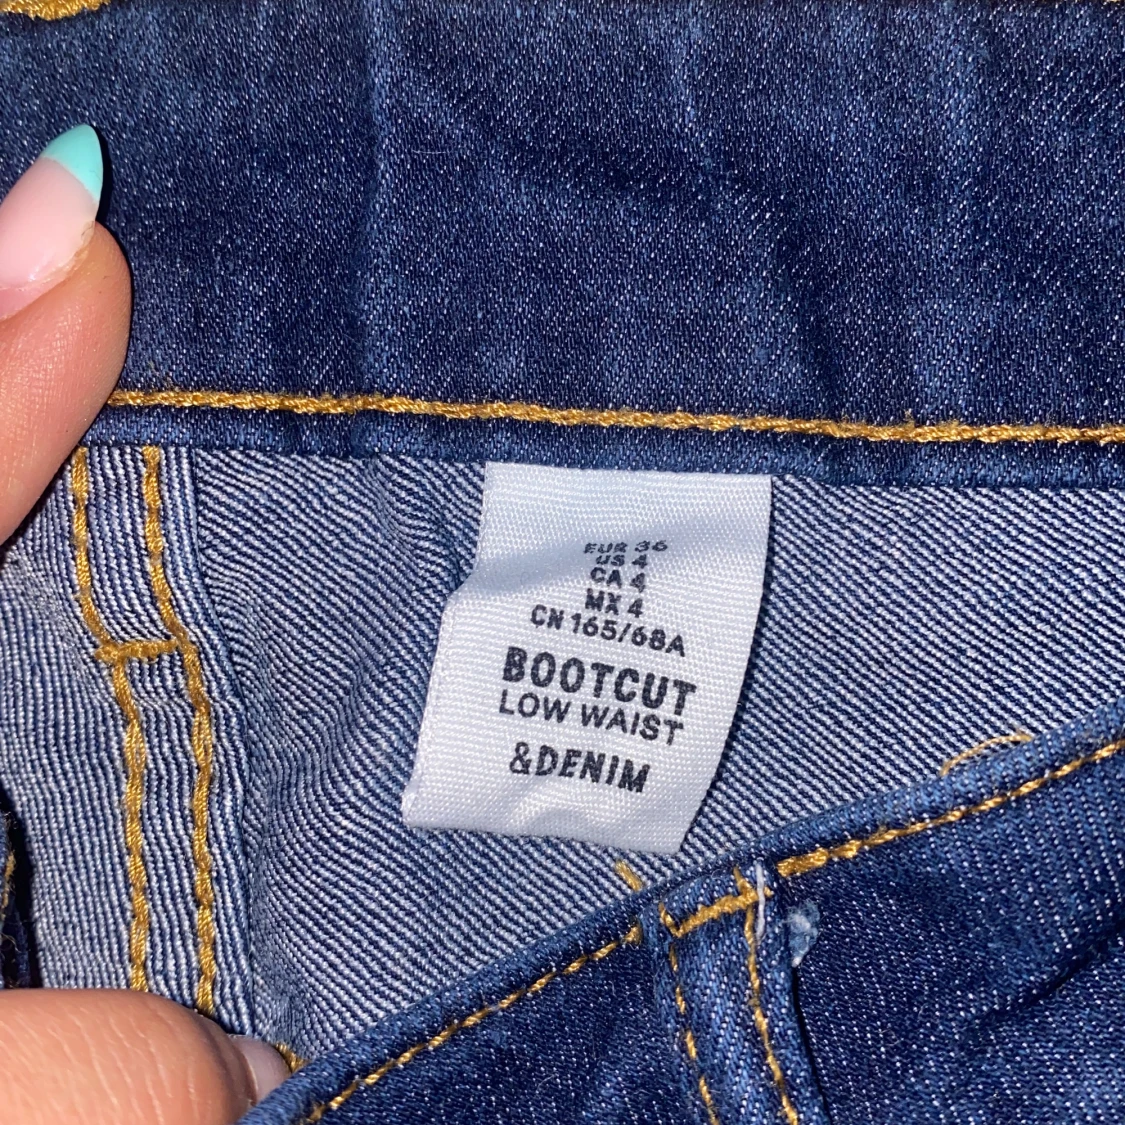 EUR 36
US 4
CA 4
MX 4
CN 165/68A
BOOTCUT
LOW WAIST
&DENIM